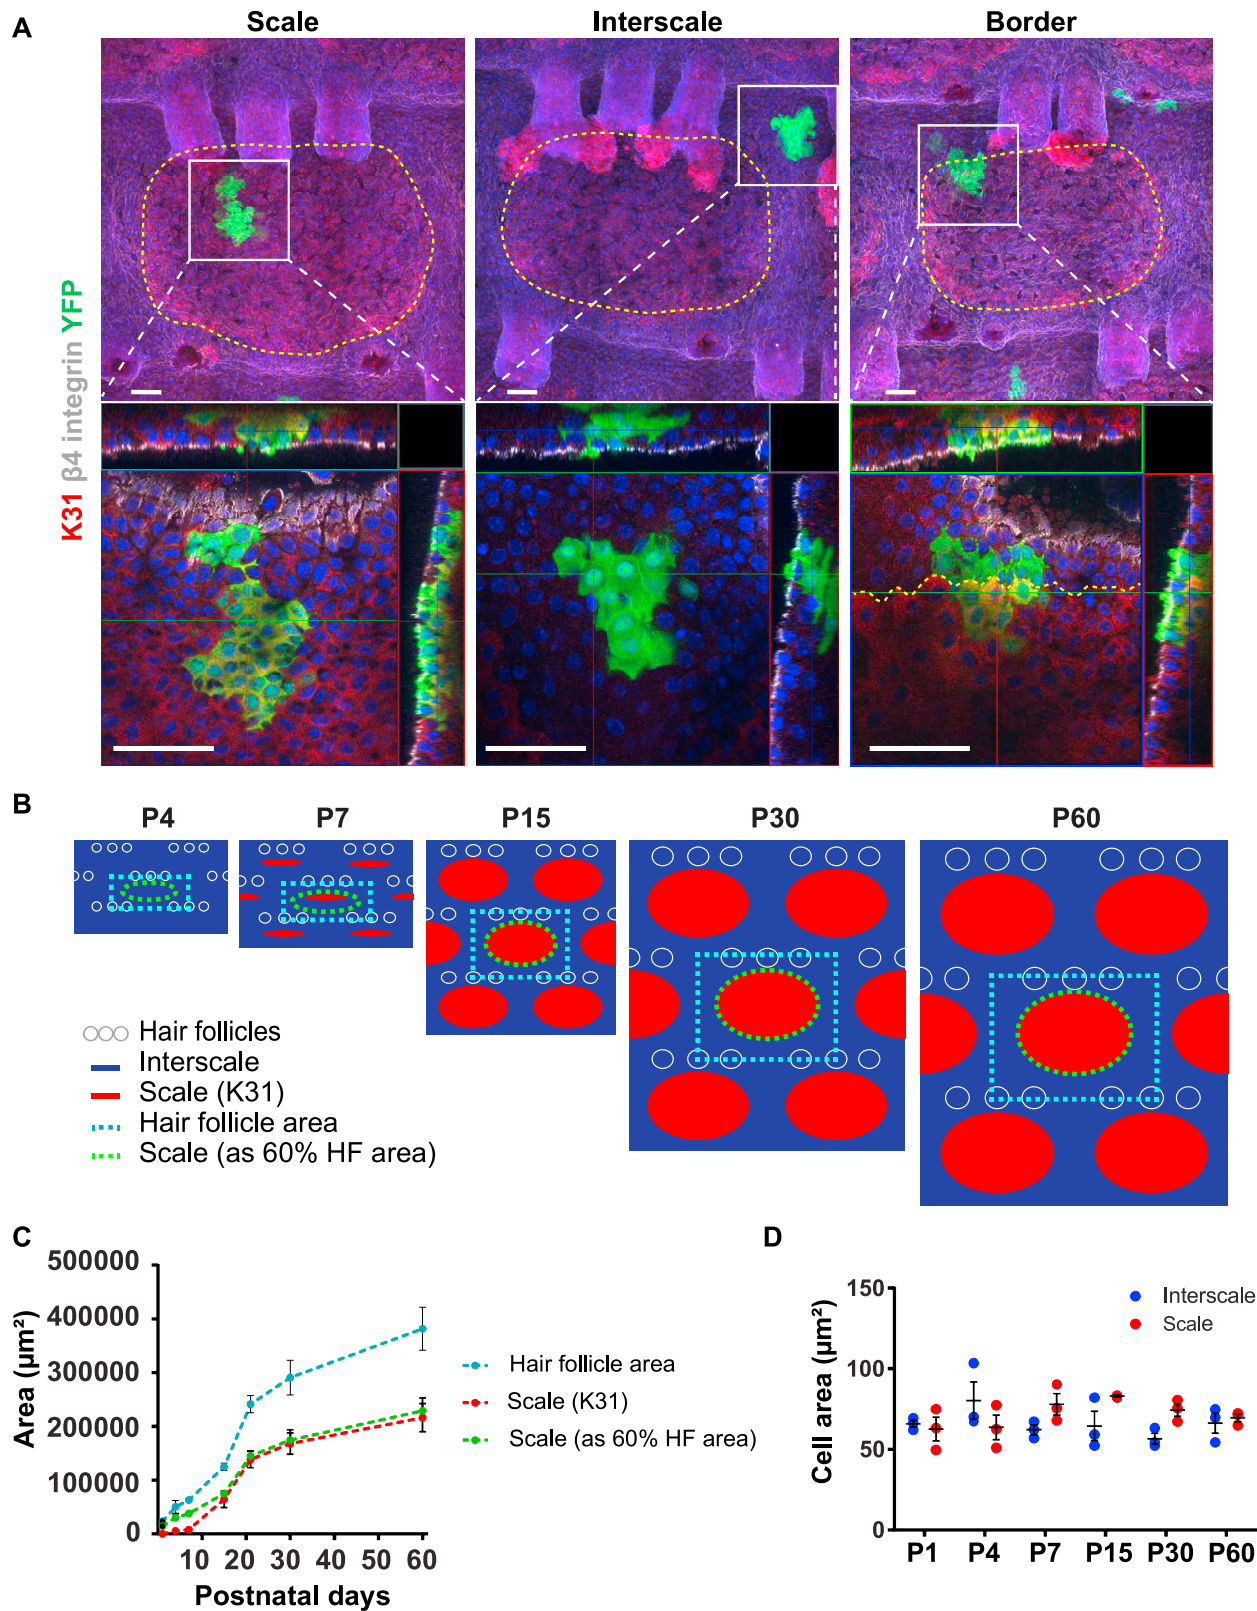 A
Scale
Interscale
Border
K31 β4 integrin YFP
B
P4
P7
P15
P30
P60
Hair follicles
Interscale
Scale (K31)
Hair follicle area
Scale (as 60% HF area)
C
500000
400000
300000
200000
100000
0
Area (µm²)
10 20 30 40 50 60
Postnatal days
Hair follicle area
Scale (K31)
Scale (as 60% HF area)
D
150
100
50
0
Cell area (µm²)
Interscale
Scale
P1 P4 P7 P15 P30 P60